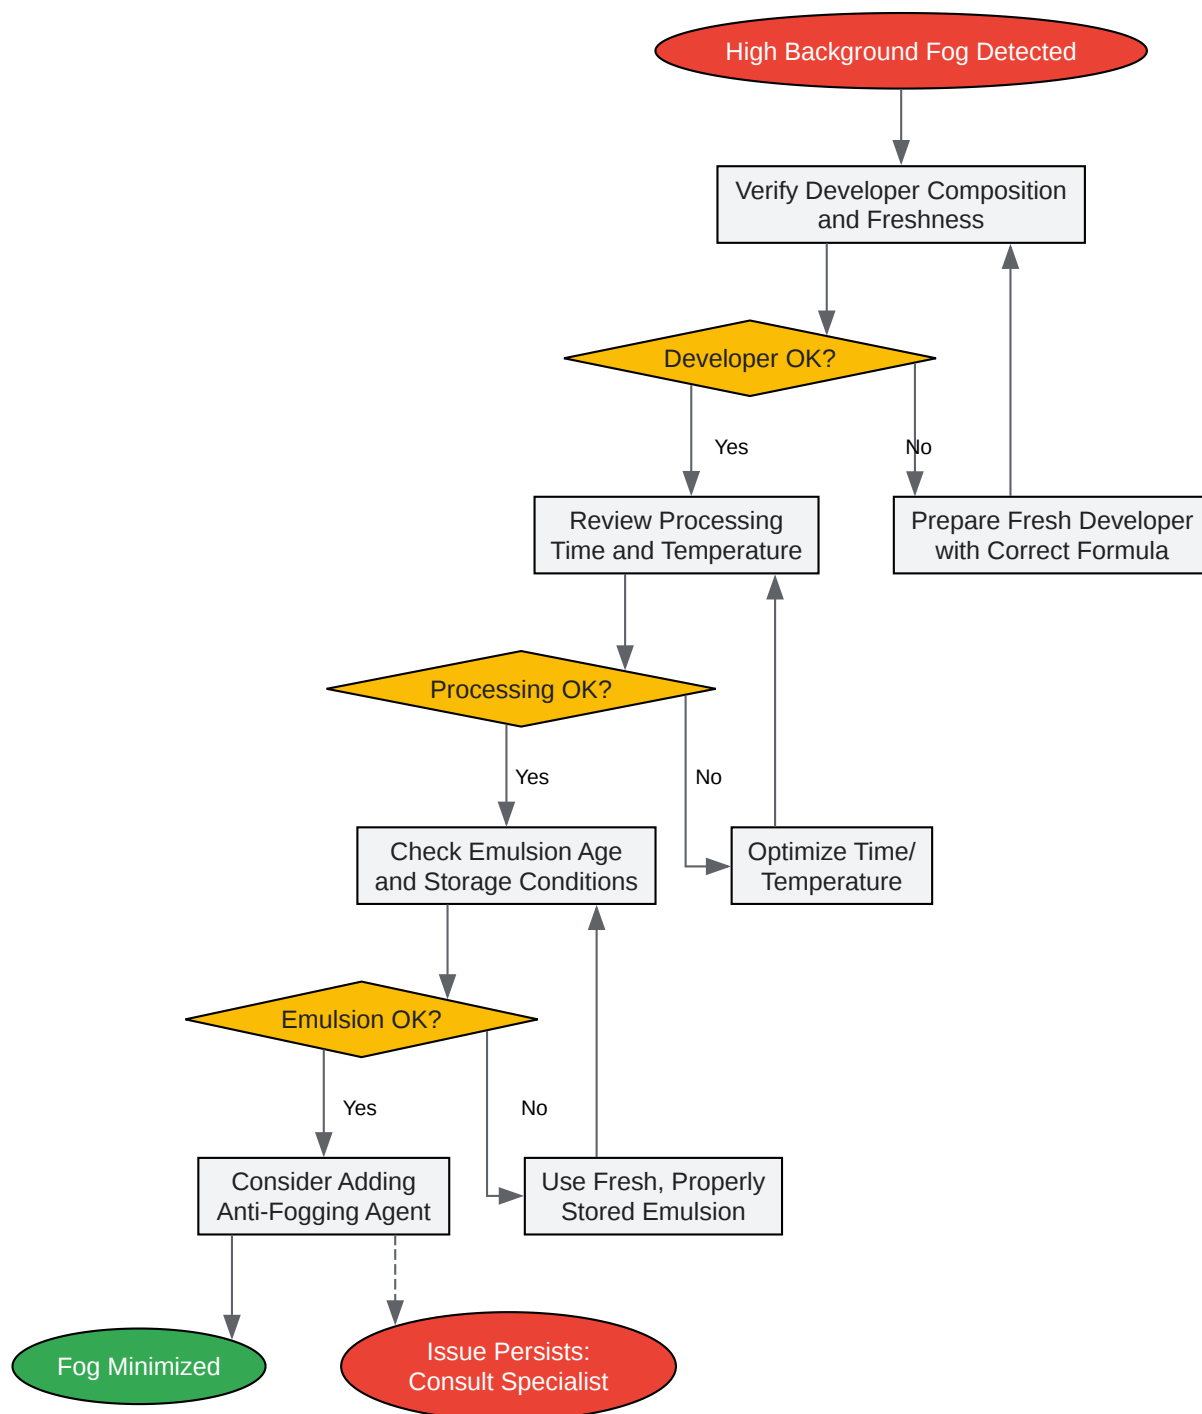 High Background Fog Detected
Verify Developer Composition
and Freshness
Developer OK?
Yes
No
Review Processing
Time and Temperature
Prepare Fresh Developer
with Correct Formula
Processing OK?
Yes
No
Check Emulsion Age
and Storage Conditions
Optimize Time/
Temperature
Emulsion OK?
Yes
No
Consider Adding
Anti-Fogging Agent
Use Fresh, Properly
Stored Emulsion
Fog Minimized
Issue Persists:
Consult Specialist